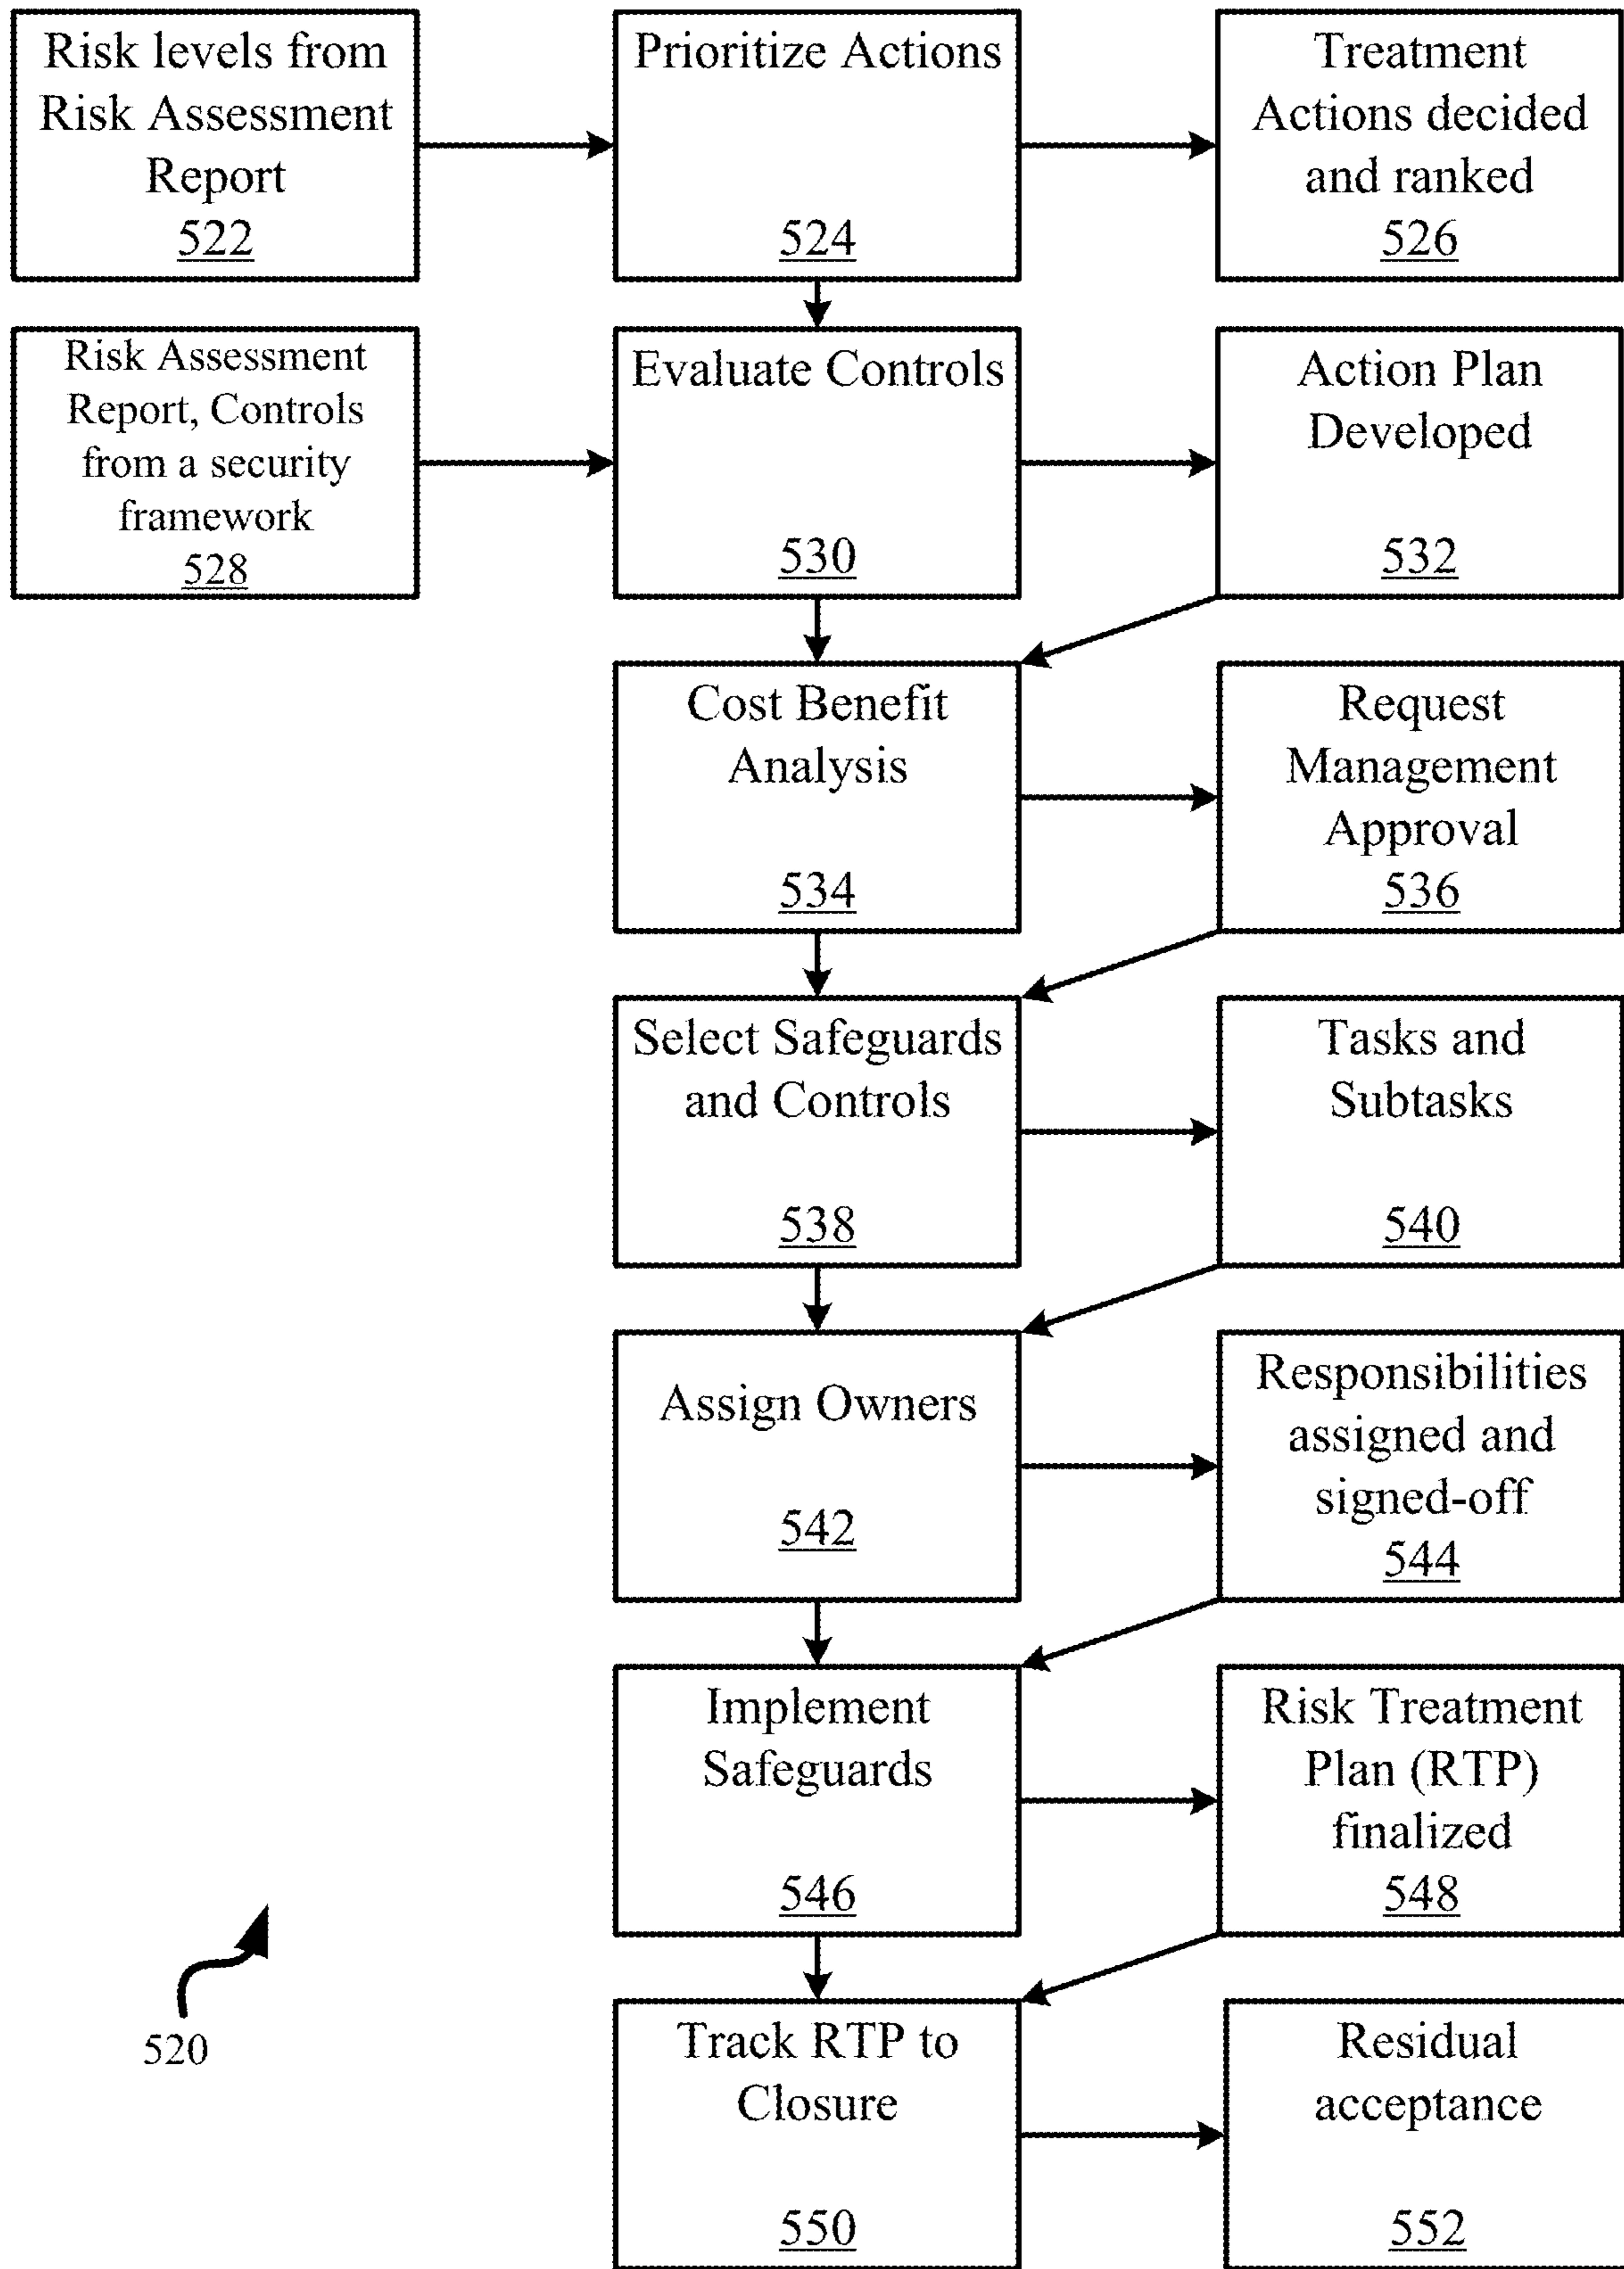 Risk levels from
Risk Assessment
Report
522
Prioritize Actions
524
Treatment
Actions decided
and ranked
526
Risk Assessment
Report, Controls
from a security
framework
528
Evaluate Controls
530
Action Plan
Developed
532
Cost Benefit
Analysis
534
Request
Management
Approval
536
Select Safeguards
and Controls
538
Tasks and
Subtasks
540
Assign Owners
542
Responsibilities
assigned and
signed-off
544
Implement
Safeguards
546
Risk Treatment
Plan (RTP)
finalized
548
520
Track RTP to
Closure
550
Residual
acceptance
552